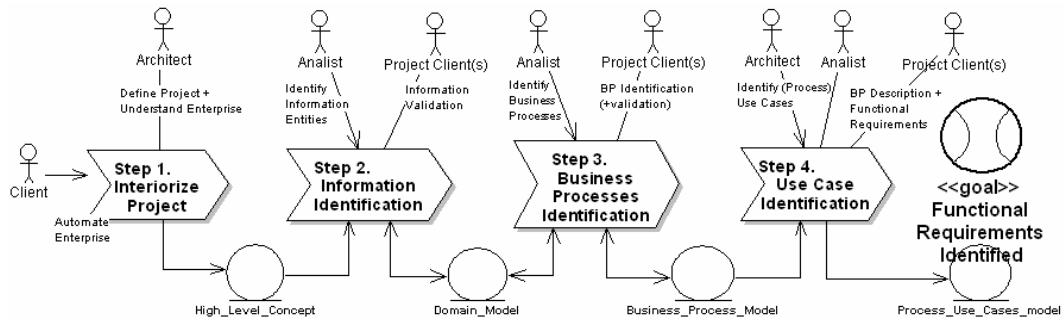 Architect
Analist
Project Client(s)
Analist
Project Client(s)
Architect
Analist
Project Client(s)
Define Project +
Understand Enterprise
Identify
Information
Entities
Information
Validation
Identify
Business
Processes
BP Identification
(+validation)
Identify (Process)
Use Cases
BP Description +
Functional
Requirements
Client
Automate
Enterprise
Step 1.
Interiorize
Project
Step 2.
Information
Identification
Step 3.
Business
Processes
Identification
Step 4.
Use Case
Identification
<<goal>>
Functional
Requirements
Identified
High_Level_Concept
Domain_Model
Business_Process_Model
Process_Use_Cases_model